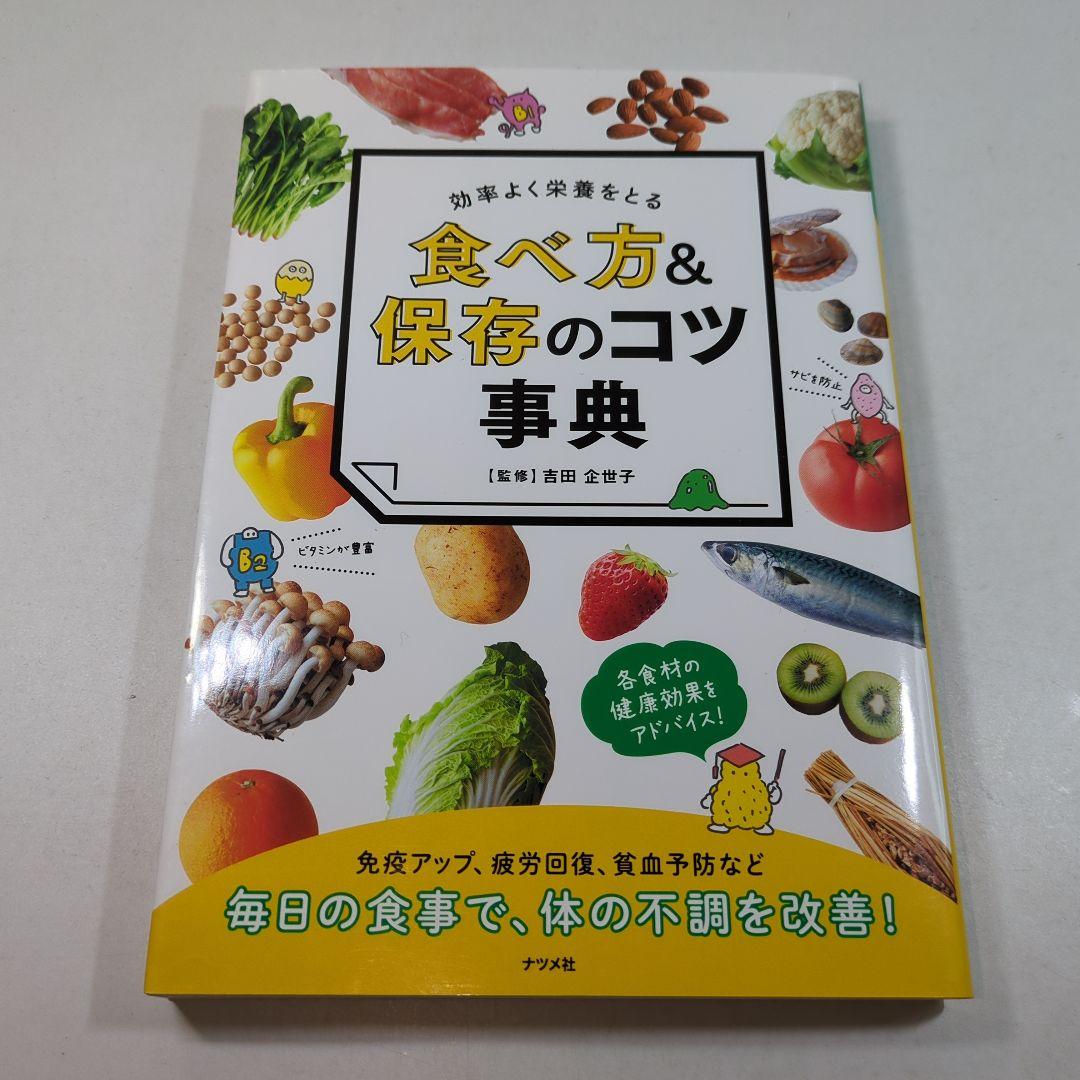 B1
効率よく栄養をとる
食べ方&
保存のコツ
事典
【監修】吉田 企世子
サビを防止
B2
ビタミンが豊富
各食材の
健康効果を
アドバイス!
免疫アップ、疲労回復、貧血予防など
毎日の食事で、体の不調を改善!
ナツメ社